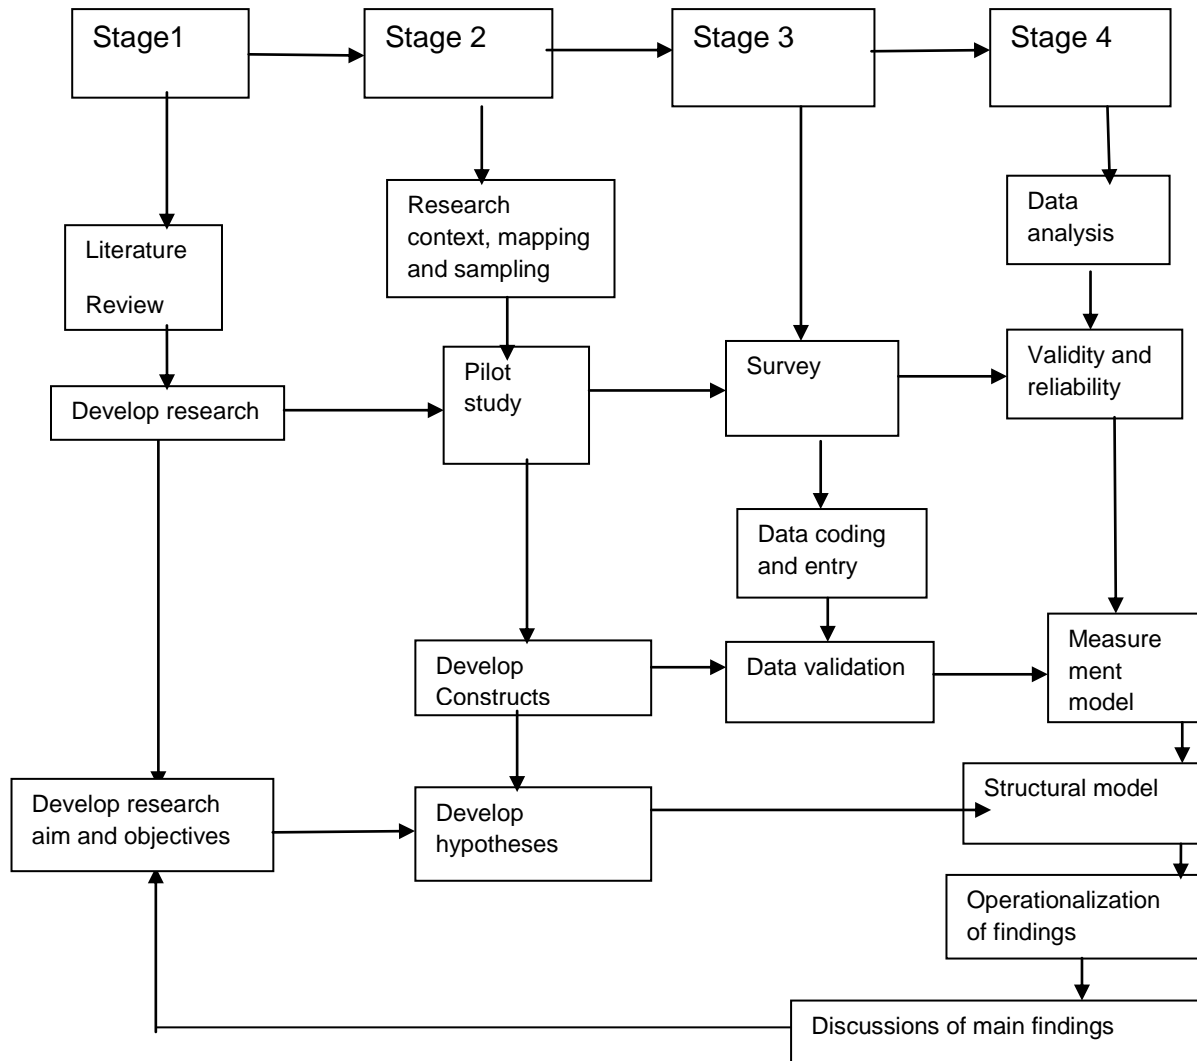 Stage1
Stage 2
Stage 3
Stage 4
Research
context, mapping
and sampling
Data
analysis
Literature
Review
Pilot
study
Survey
Validity and
reliability
Develop research
Data coding
and entry
Develop
Constructs
Data validation
Measure
ment
model
Develop research
aim and objectives
Develop
hypotheses
Structural model
Operationalization
of findings
Discussions of main findings